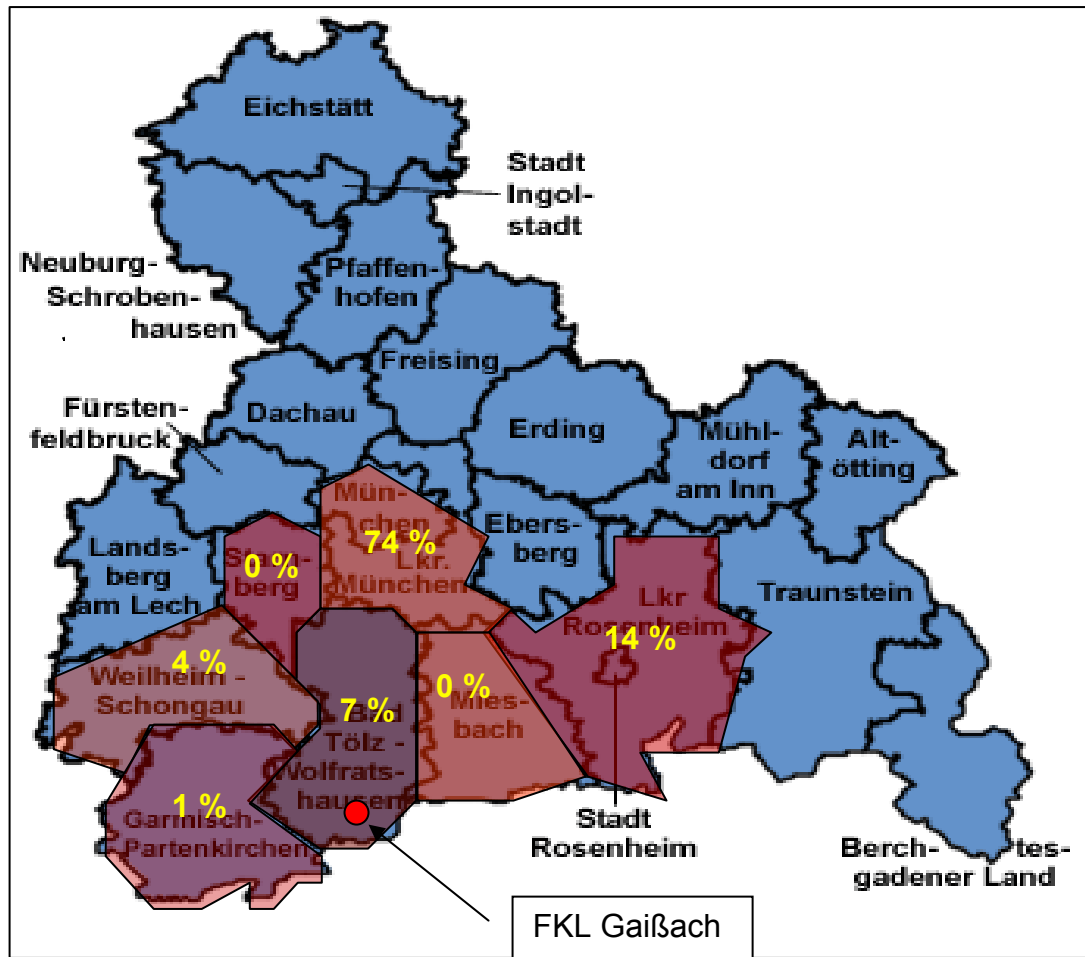 Eichstätt
Stadt
Ingol-
stadt
Neuburg-
Schroben-
hausen
Pfaffen-
hofen
Freising
Fürsten-
feldbruck
Dachau
Erding
Mühl-
dorf
am Inn
Alt-
ötting
Mün-
chen
74 %
Lkr.
München
Ebers-
berg
Lands-
berg
am Lech
Starn-
berg
0 %
Lkr
Rosenheim
14 %
Traunstein
4 %
Weilheim -
Schongau
7 %
Bad
Tölz -
Wolfrats-
hausen
0 %
Mies-
bach
1 %
Garmisch-
Partenkirchen
Stadt
Rosenheim
Berch- tes-
gadener Land
FKL Gaißach